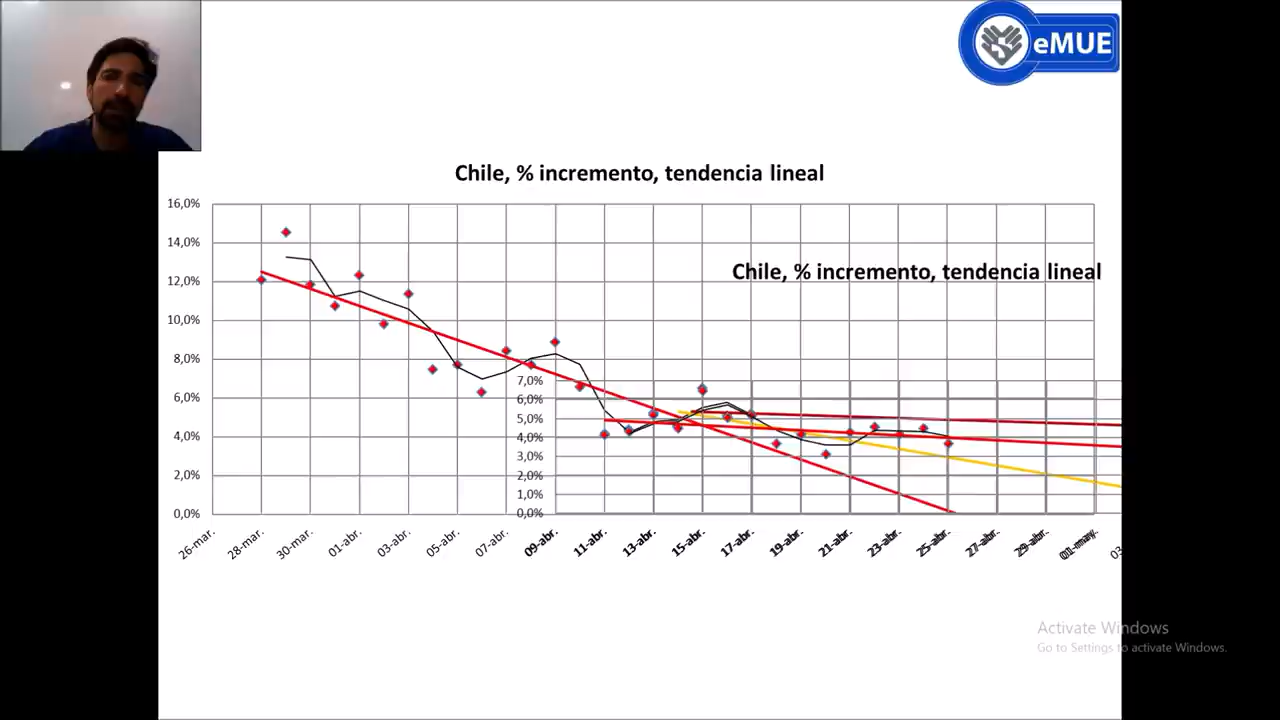 eMUE
Chile, % incremento, tendencia lineal
16,0%
14,0%
12,0%
10,0%
8,0%
6,0%
4,0%
2,0%
0,0%
Chile, % incremento, tendencia lineal
7,0%
6,0%
5,0%
4,0%
3,0%
2,0%
1,0%
0,0%
26-mar.
28-mar.
30-mar.
01-abr.
03-abr.
05-abr.
07-abr.
09-abr.
11-abr.
13-abr.
15-abr.
17-abr.
19-abr.
21-abr.
23-abr.
25-abr.
27-abr.
29-abr.
01-may.
03
Activate Windows
Go to Settings to activate Windows.